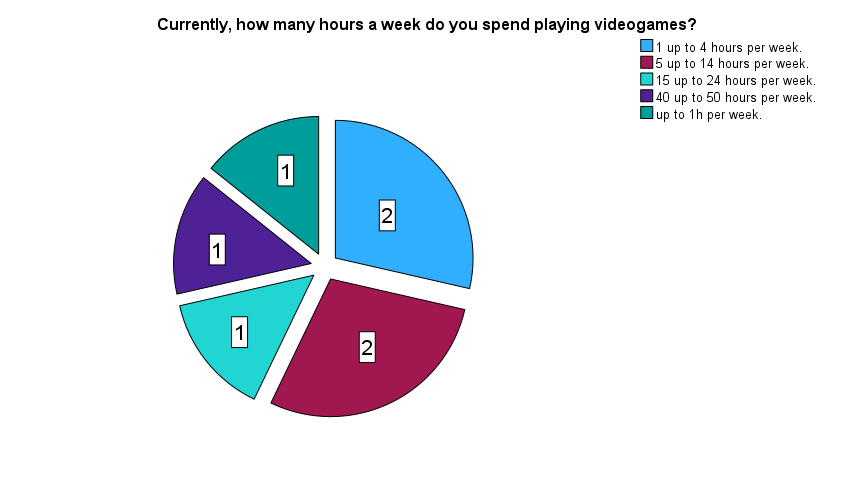 Currently, how many hours a week do you spend playing videogames?
1 up to 4 hours per week.
5 up to 14 hours per week.
15 up to 24 hours per week.
40 up to 50 hours per week.
up to 1h per week.
1
2
1
1
2